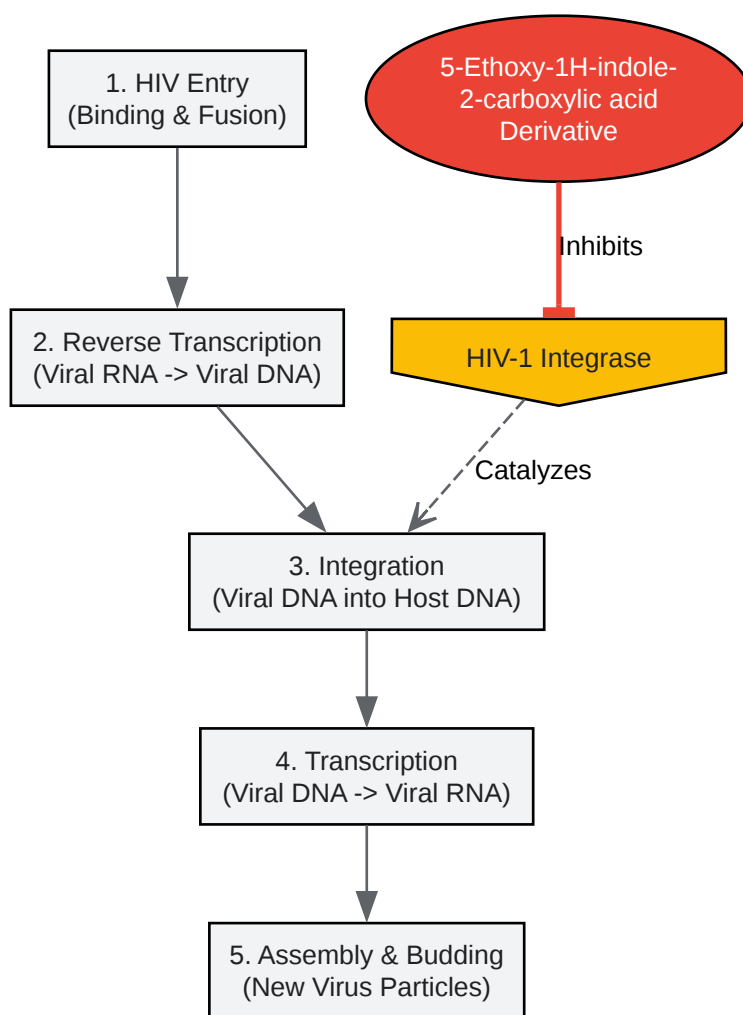 1. HIV Entry
(Binding & Fusion)
5-Ethoxy-1H-indole-
2-carboxylic acid
Derivative
Inhibits
2. Reverse Transcription
(Viral RNA -> Viral DNA)
HIV-1 Integrase
Catalyzes
3. Integration
(Viral DNA into Host DNA)
4. Transcription
(Viral DNA -> Viral RNA)
5. Assembly & Budding
(New Virus Particles)